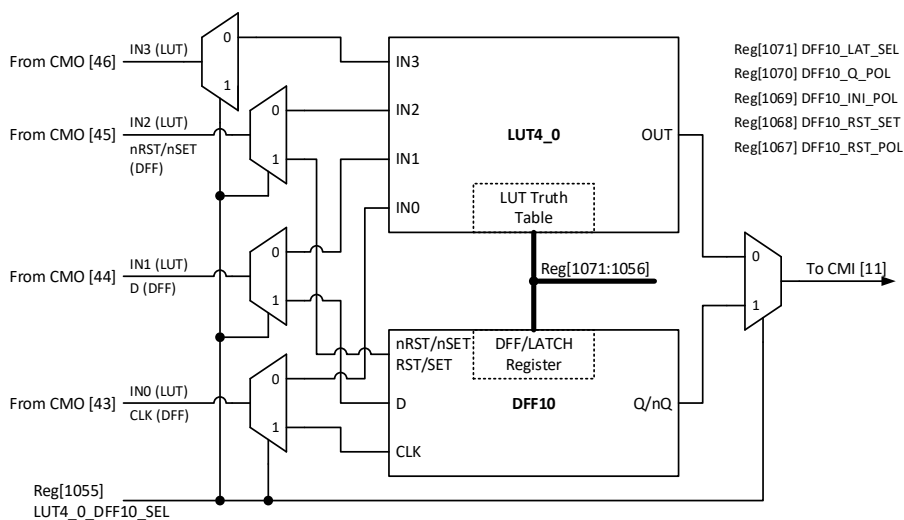 From CMO [46]
IN3 (LUT)
0
1
From CMO [45]
IN2 (LUT)
nRST/nSET
(DFF)
0
1
From CMO [44]
IN1 (LUT)
D (DFF)
0
1
From CMO [43]
IN0 (LUT)
CLK (DFF)
0
1
Reg[1055]
LUT4_0_DFF10_SEL
IN3
IN2
IN1
IN0
LUT4_0
OUT
LUT Truth
Table
Reg[1071:1056]
nRST/nSET
RST/SET
DFF/LATCH
Register
D
DFF10
Q/nQ
CLK
0
1
To CMI [11]
Reg[1071] DFF10_LAT_SEL
Reg[1070] DFF10_Q_POL
Reg[1069] DFF10_INI_POL
Reg[1068] DFF10_RST_SET
Reg[1067] DFF10_RST_POL